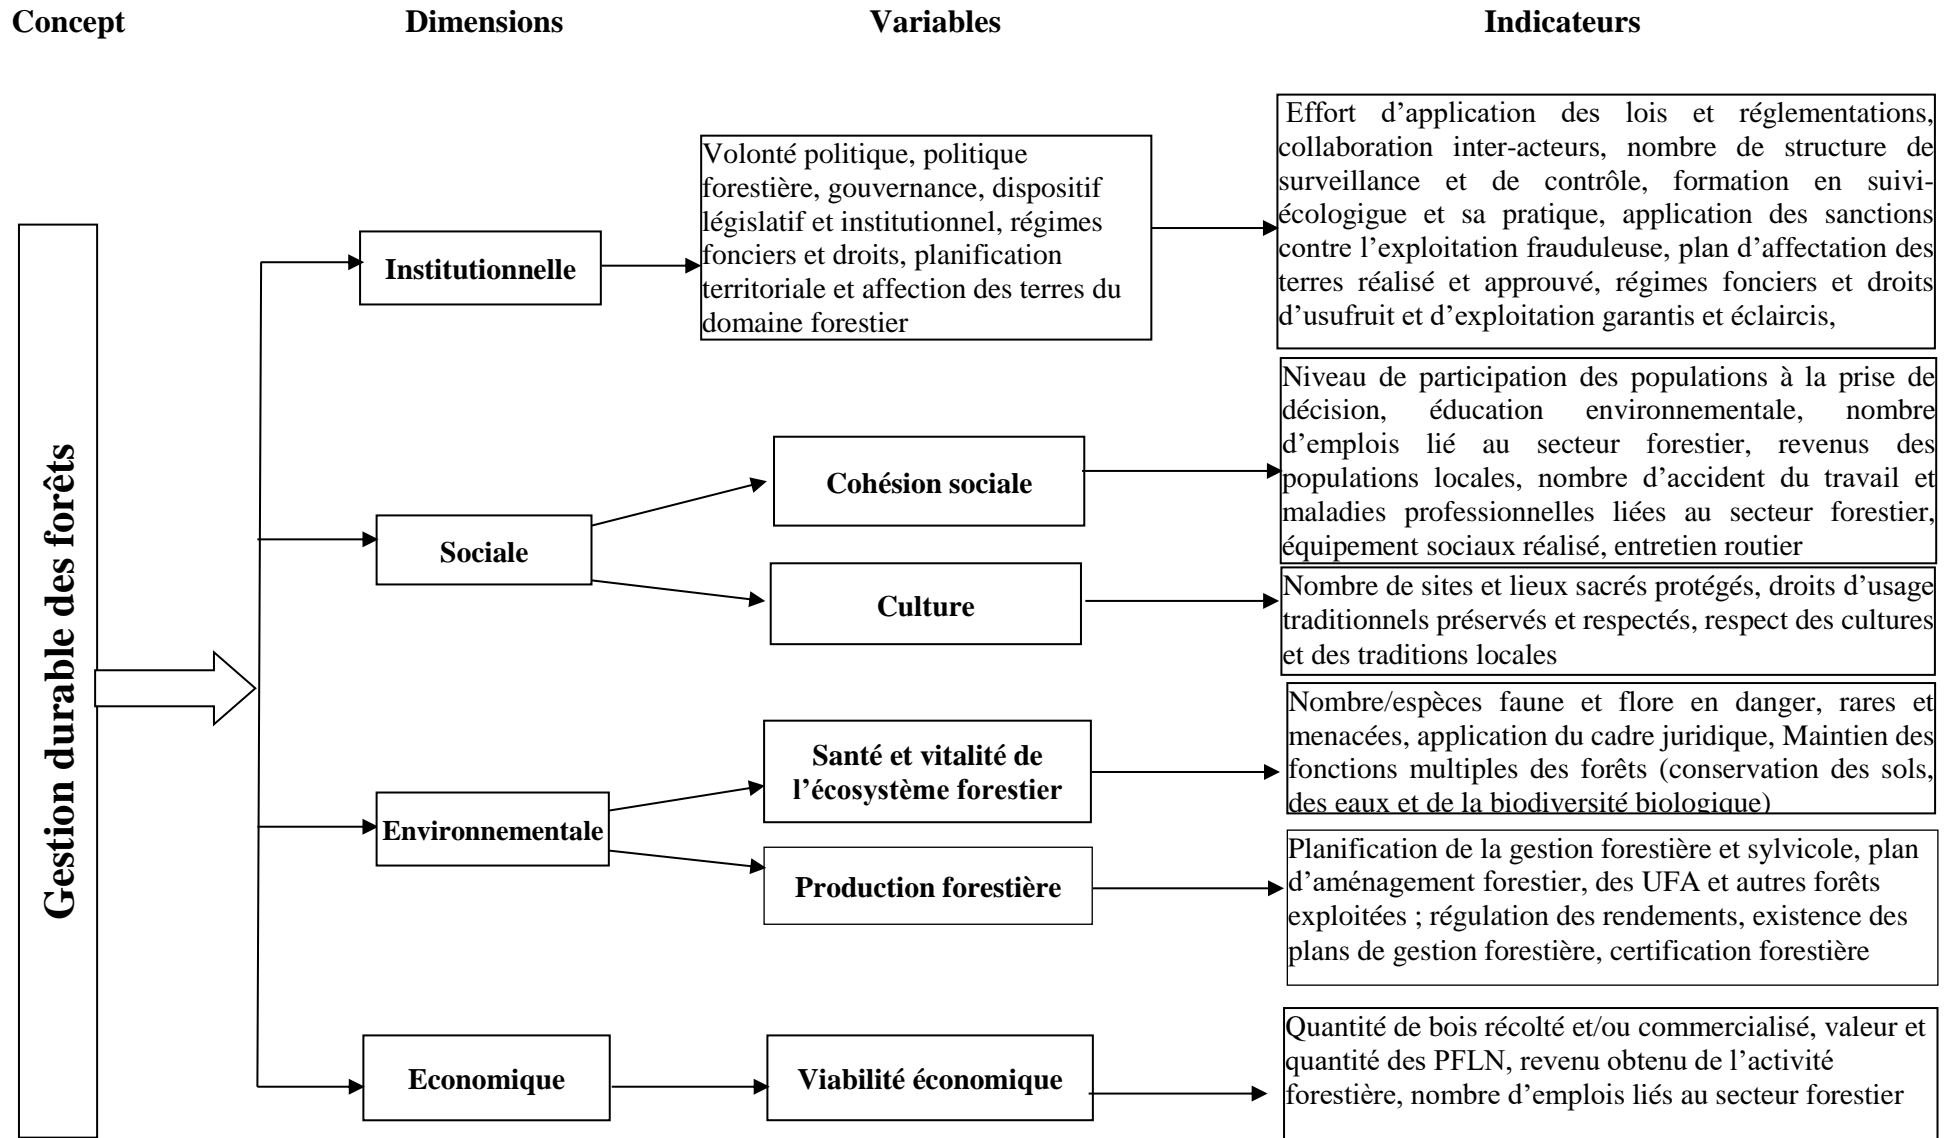 Concept Dimensions Variables Indicateurs
Gestion durable des forêts
Institutionnelle
Volonté politique, politique
forestière, gouvernance, dispositif
législatif et institutionnel, régimes
fonciers et droits, planification
territoriale et affection des terres du
domaine forestier
Effort d’application des lois et réglementations,
collaboration inter-acteurs, nombre de structure de
surveillance et de contrôle, formation en suivi-
écologigue et sa pratique, application des sanctions
contre l’exploitation frauduleuse, plan d’affectation des
terres réalisé et approuvé, régimes fonciers et droits
d’usufruit et d’exploitation garantis et éclaircis,
Sociale
Cohésion sociale
Niveau de participation des populations à la prise de
décision, éducation environnementale, nombre
d’emplois lié au secteur forestier, revenus des
populations locales, nombre d’accident du travail et
maladies professionnelles liées au secteur forestier,
équipement sociaux réalisé, entretien routier
Culture
Nombre de sites et lieux sacrés protégés, droits d’usage
traditionnels préservés et respectés, respect des cultures
et des traditions locales
Environnementale
Santé et vitalité de
l’écosystème forestier
Nombre/espèces faune et flore en danger, rares et
menacées, application du cadre juridique, Maintien des
fonctions multiples des forêts (conservation des sols,
des eaux et de la biodiversité biologique)
Production forestière
Planification de la gestion forestière et sylvicole, plan
d’aménagement forestier, des UFA et autres forêts
exploitées ; régulation des rendements, existence des
plans de gestion forestière, certification forestière
Economique
Viabilité économique
Quantité de bois récolté et/ou commercialisé, valeur et
quantité des PFLN, revenu obtenu de l’activité
forestière, nombre d’emplois liés au secteur forestier